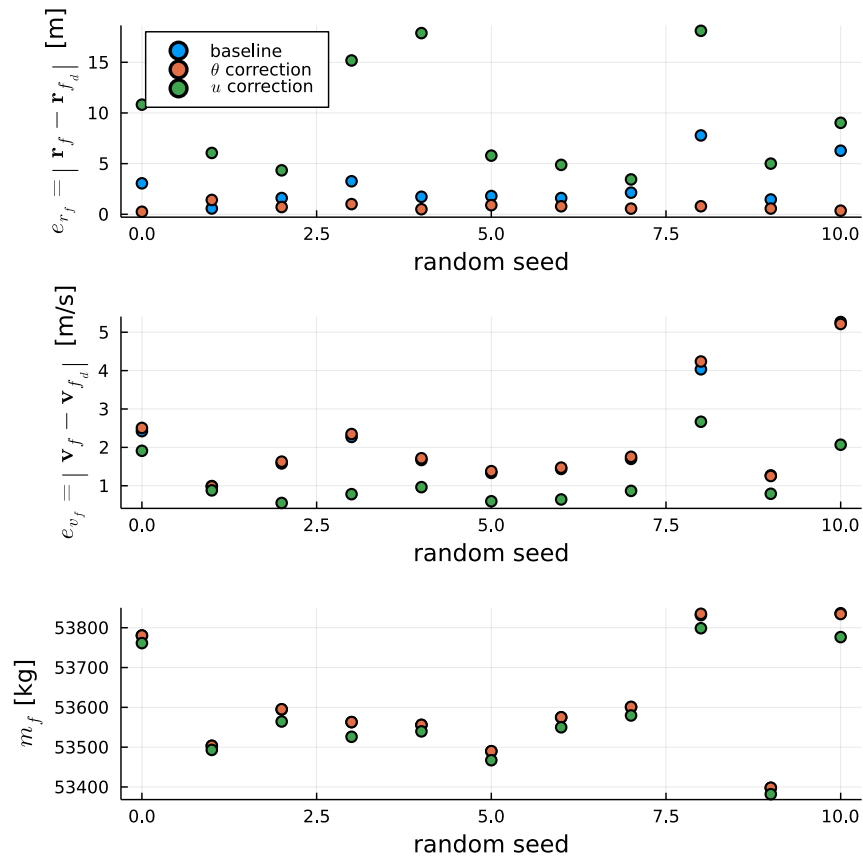 e_{r_f} = | r_f − r_{f_d} | [m]
15
10
5
0
baseline
θ correction
u correction
0.0 2.5 5.0 7.5 10.0
random seed
e_{v_f} = | v_f − v_{f_d} | [m/s]
5
4
3
2
1
0.0 2.5 5.0 7.5 10.0
random seed
m_f [kg]
53800
53700
53600
53500
53400
0.0 2.5 5.0 7.5 10.0
random seed